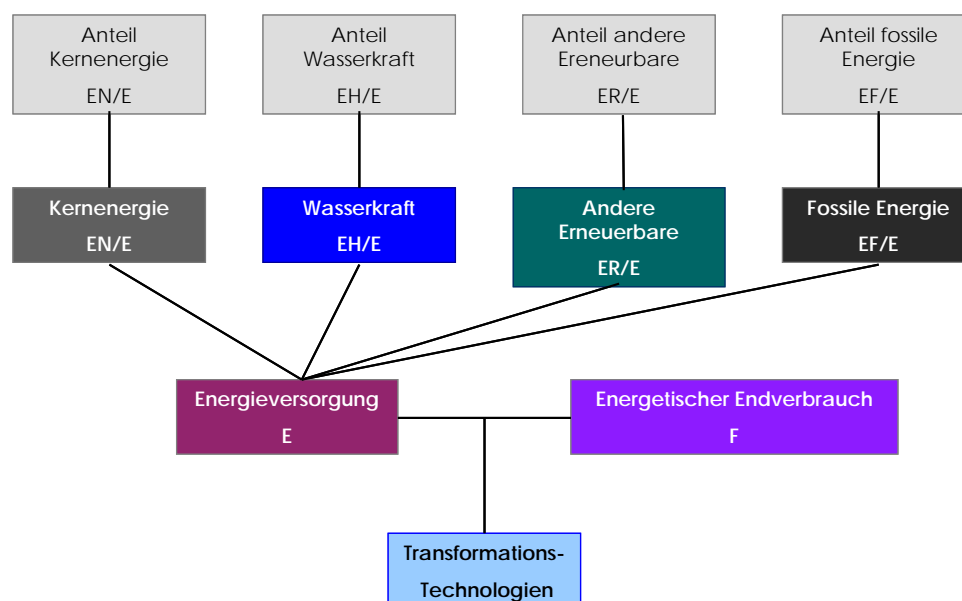 Anteil
Kernenergie
EN/E
Anteil
Wasserkraft
EH/E
Anteil andere
Ereneurbare
ER/E
Anteil fossile
Energie
EF/E
Kernenergie
EN/E
Wasserkraft
EH/E
Andere
Erneuerbare
ER/E
Fossile Energie
EF/E
Energieversorgung
E
Energetischer Endverbrauch
F
Transformations-
Technologien